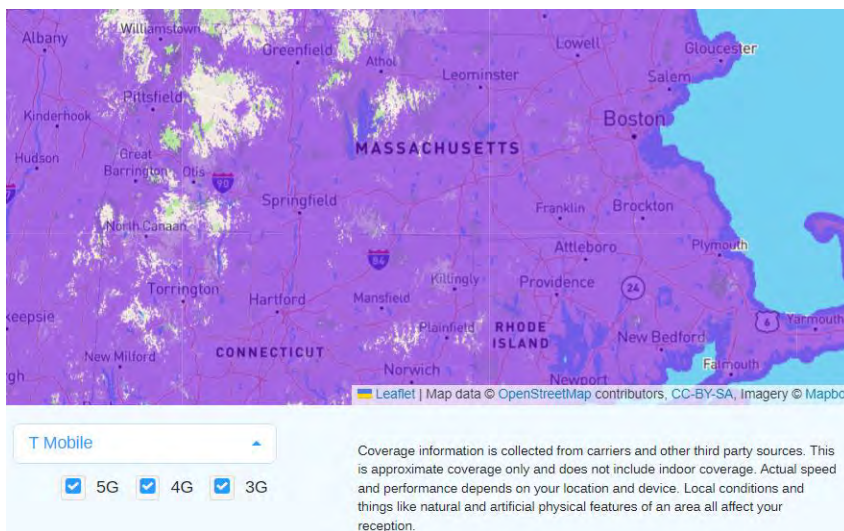 Williamstown
Albany
Greenfield
Athol
Lowell
Gloucester
Leominster
Salem
Pittsfield
Kinderhook
Boston
MASSACHUSETTS
Hudson
Great
Barrington
Otis
90
Springfield
Franklin
Brockton
North Canaan
Attleboro
Plymouth
84
Killingly
Providence
24
Torrington
Hartford
Mansfield
keepsie
Plainfield
RHODE
ISLAND
6
Yarmouth
New Bedford
New Milford
CONNECTICUT
Norwich
Falmouth
Newport
Leaflet | Map data © OpenStreetMap contributors, CC-BY-SA, Imagery © Mapbo
T Mobile
5G 4G 3G
Coverage information is collected from carriers and other third party sources. This
is approximate coverage only and does not include indoor coverage. Actual speed
and performance depends on your location and device. Local conditions and
things like natural and artificial physical features of an area all affect your
reception.